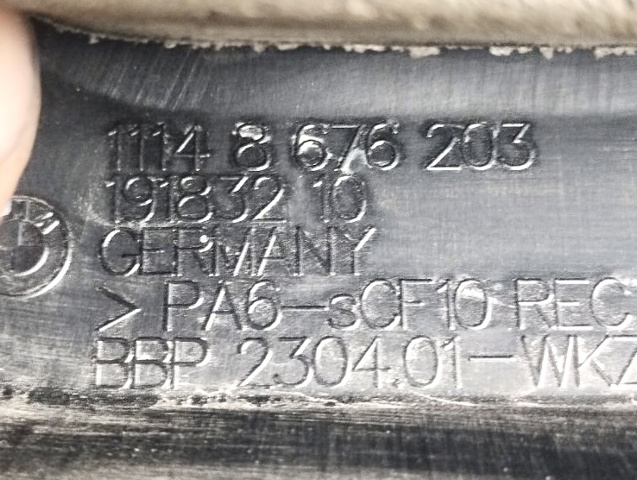 1114 8 676 203
191832 10
GERMANY
> PA6-sCF10 REC
BBP 2304.01-WKZ